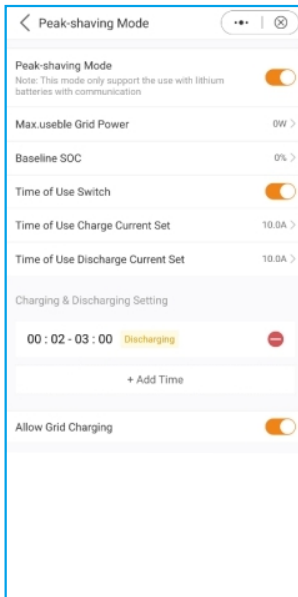 Peak-shaving Mode
Peak-shaving Mode
Note: This mode only support the use with lithium
batteries with communication
Max.useble Grid Power 0W
Baseline SOC 0%
Time of Use Switch
Time of Use Charge Current Set 10.0A
Time of Use Discharge Current Set 10.0A
Charging & Discharging Setting
00 : 02 - 03 : 00 Discharging
+ Add Time
Allow Grid Charging